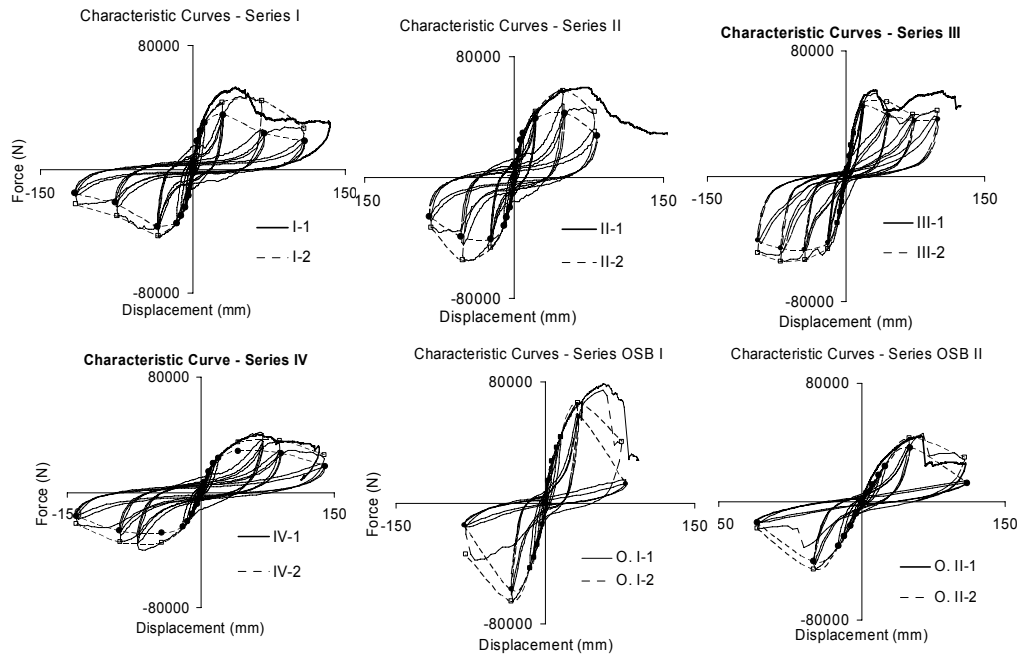 Characteristic Curves - Series I
80000
Force (N)
-150
150
I-1
I-2
-80000
Displacement (mm)
Characteristic Curves - Series II
80000
150
II-1
II-2
-80000
Displacement (mm)
Characteristic Curves - Series III
80000
-150
150
III-1
III-2
-80000
Displacement (mm)
Characteristic Curve - Series IV
80000
Force (N)
-150
150
IV-1
IV-2
-80000
Displacement (mm)
Characteristic Curves - Series OSB I
80000
Force (N)
-150
150
O. I-1
O. I-2
-80000
Displacement (mm)
Characteristic Curves - Series OSB II
80000
50
150
O. II-1
O. II-2
-80000
Displacement (mm)